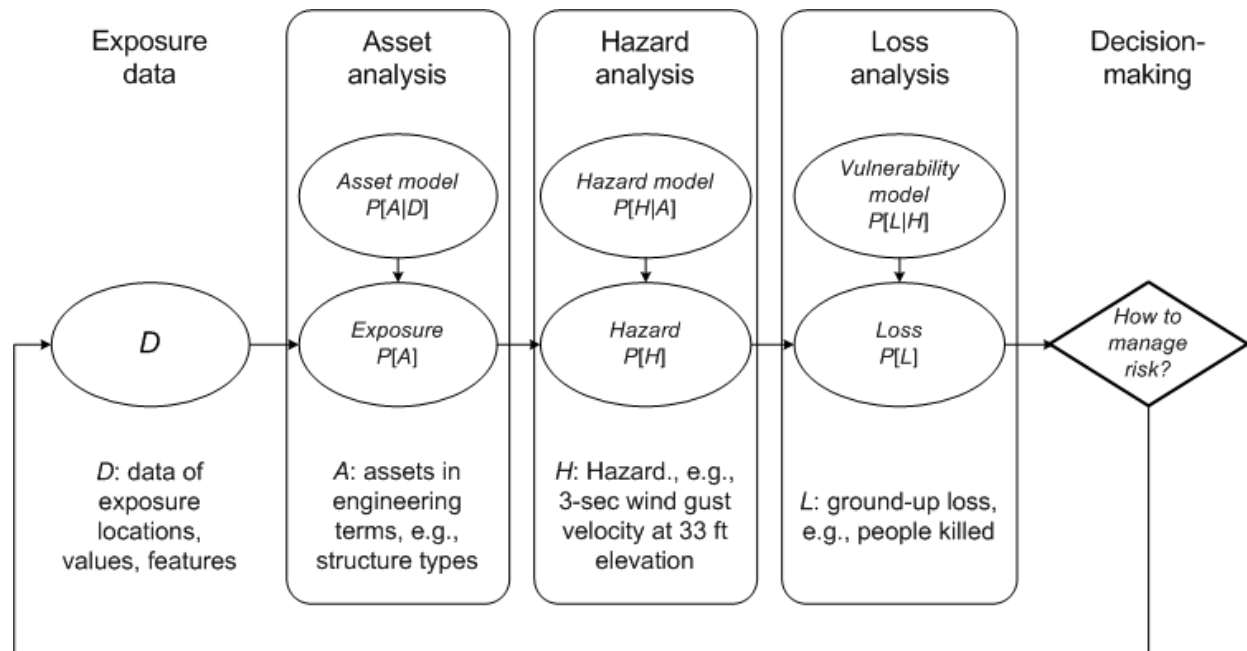 Exposure
data
Asset
analysis
Hazard
analysis
Loss
analysis
Decision-
making
Asset model
P[A|D]
Hazard model
P[H|A]
Vulnerability
model
P[L|H]
D
Exposure
P[A]
Hazard
P[H]
Loss
P[L]
How to
manage
risk?
D: data of
exposure
locations,
values, features
A: assets in
engineering
terms, e.g.,
structure types
H: Hazard., e.g.,
3-sec wind gust
velocity at 33 ft
elevation
L: ground-up loss,
e.g., people killed